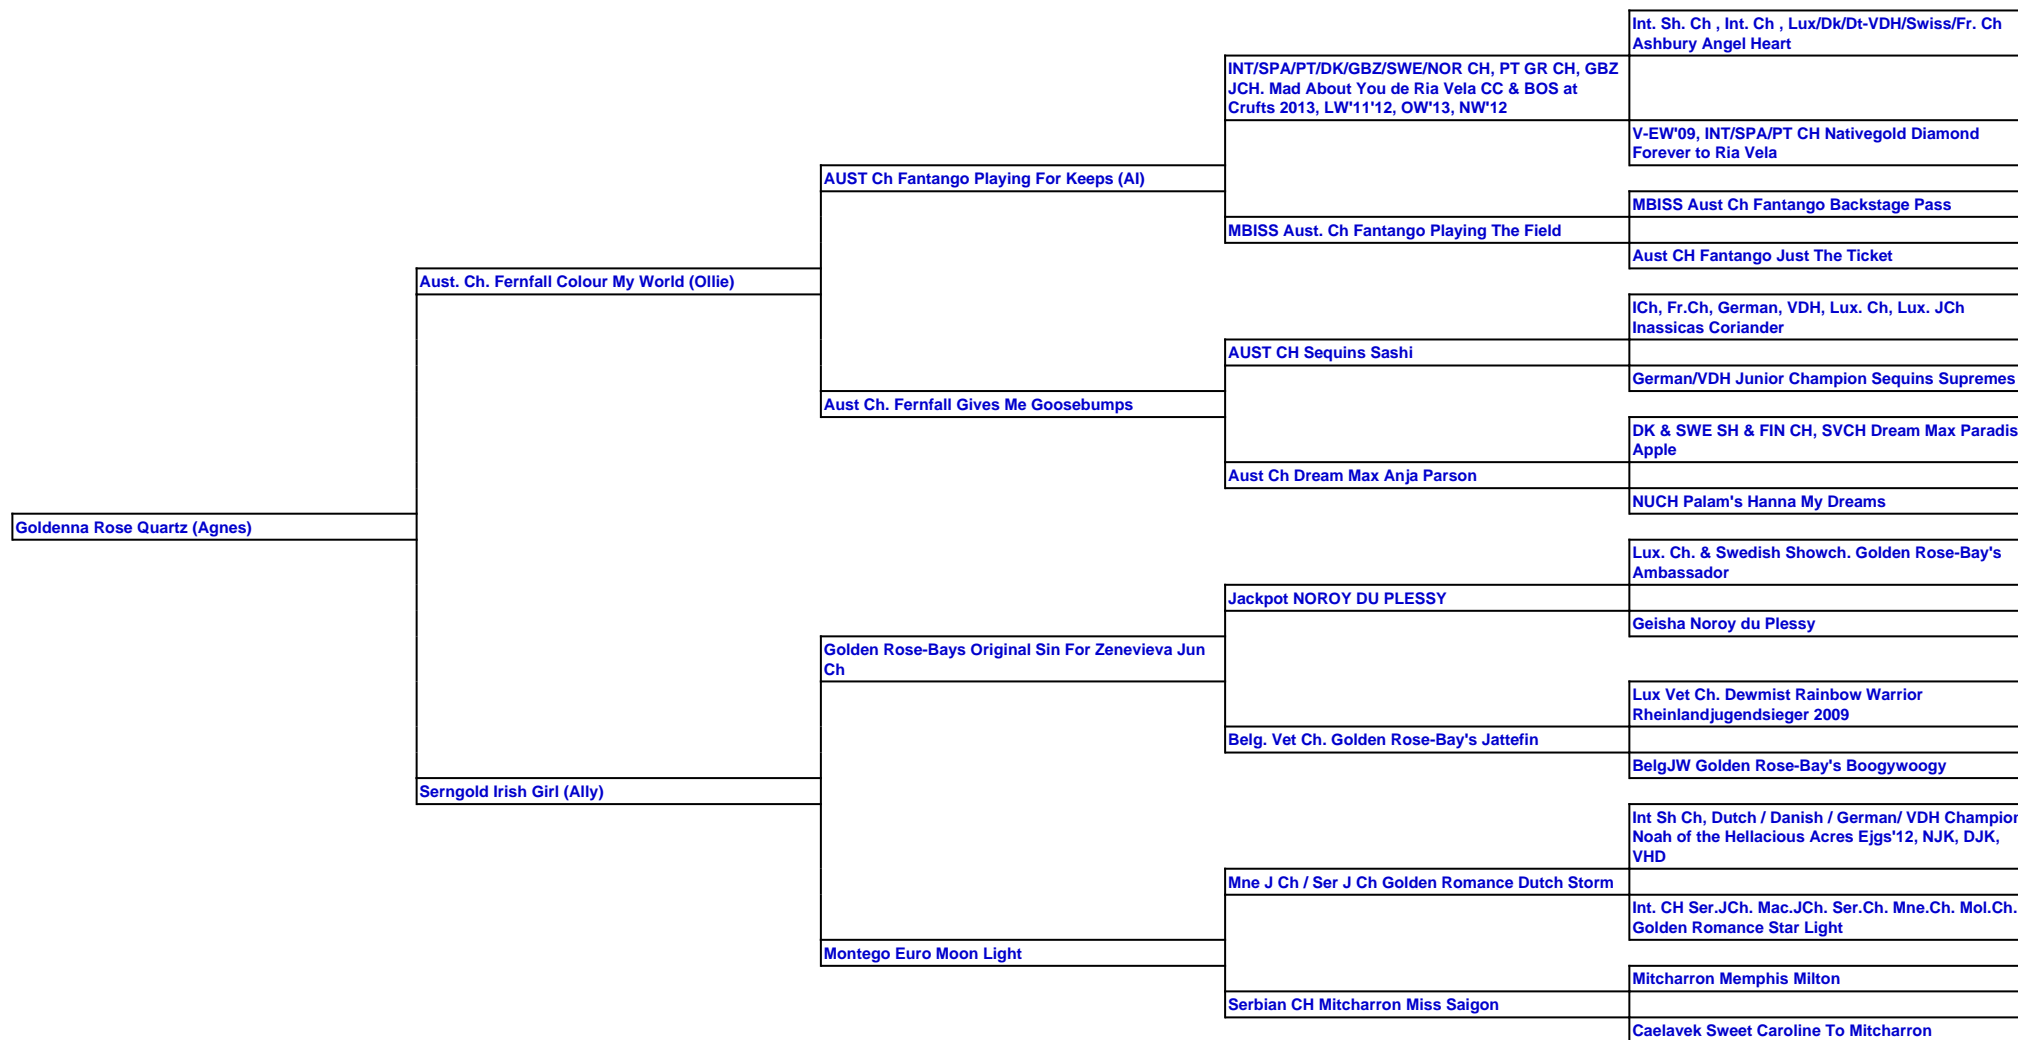 Int. Sh. Ch , Int. Ch , Lux/Dk/Dt-VDH/Swiss/Fr. Ch
Ashbury Angel Heart
INT/SPA/PT/DK/GBZ/SWE/NOR CH, PT GR CH, GBZ
JCH. Mad About You de Ria Vela CC & BOS at
Crufts 2013, LW'11'12, OW'13, NW'12
V-EW'09, INT/SPA/PT CH Nativegold Diamond
Forever to Ria Vela
AUST Ch Fantango Playing For Keeps (AI)
MBISS Aust Ch Fantango Backstage Pass
MBISS Aust. Ch Fantango Playing The Field
Aust CH Fantango Just The Ticket
Aust. Ch. Fernfall Colour My World (Ollie)
ICh, Fr.Ch, German, VDH, Lux. Ch, Lux. JCh
Inassicas Coriander
AUST CH Sequins Sashi
German/VDH Junior Champion Sequins Supremes
Aust Ch. Fernfall Gives Me Goosebumps
DK & SWE SH & FIN CH, SVCH Dream Max Paradis
Apple
Aust Ch Dream Max Anja Parson
NUCH Palam's Hanna My Dreams
Goldenna Rose Quartz (Agnes)
Lux. Ch. & Swedish Showch. Golden Rose-Bay's
Ambassador
Jackpot NOROY DU PLESSY
Geisha Noroy du Plessy
Golden Rose-Bays Original Sin For Zenevieva Jun
Ch
Lux Vet Ch. Dewmist Rainbow Warrior
Rheinlandjugendsieger 2009
Belg. Vet Ch. Golden Rose-Bay's Jattefin
BelgJW Golden Rose-Bay's Boogywoogy
Serngold Irish Girl (Ally)
Int Sh Ch, Dutch / Danish / German/ VDH Champion
Noah of the Hellacious Acres Ejgs'12, NJK, DJK,
VHD
Mne J Ch / Ser J Ch Golden Romance Dutch Storm
Int. CH Ser.JCh. Mac.JCh. Ser.Ch. Mne.Ch. Mol.Ch.
Golden Romance Star Light
Montego Euro Moon Light
Mitcharron Memphis Milton
Serbian CH Mitcharron Miss Saigon
Caelavek Sweet Caroline To Mitcharron